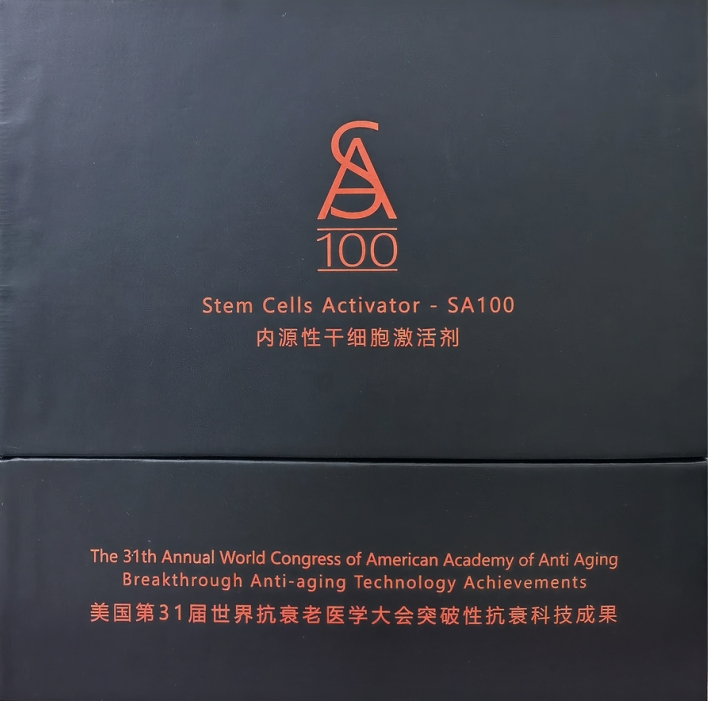 SA
100
Stem Cells Activator - SA100
内源性干细胞激活剂
The 31th Annual World Congress of American Academy of Anti Aging
Breakthrough Anti-aging Technology Achievements
美国第31届世界抗衰老医学大会突破性抗衰科技成果